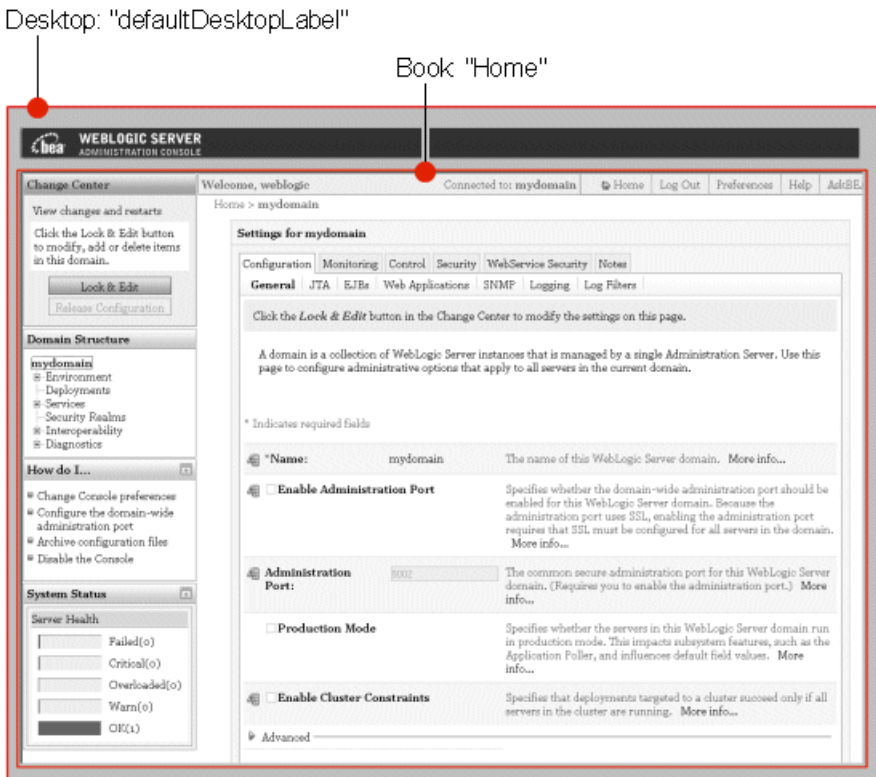 Desktop: "defaultDesktopLabel"
Book: "Home"
bea WEBLOGIC SERVER
ADMINISTRATION CONSOLE
Change Center
View changes and restarts
Click the Lock & Edit button
to modify, add or delete items
in this domain.
Lock & Edit
Release Configuration
Domain Structure
mydomain
Environment
Deployments
Services
Security Realms
Interoperability
Diagnostics
How do I...
Change Console preferences
Configure the domain-wide
administration port
Archive configuration files
Disable the Console
System Status
Server Health
Failed(0)
Critical(0)
Overloaded(0)
Warn(0)
OK(1)
Welcome, weblogic Connected to: mydomain Home Log Out Preferences Help AskBEA
Home > mydomain
Settings for mydomain
Configuration Monitoring Control Security WebService Security Notes
General JTA EJBs Web Applications SNMP Logging Log Filters
Click the Lock & Edit button in the Change Center to modify the settings on this page.
A domain is a collection of WebLogic Server instances that is managed by a single Administration Server. Use this
page to configure administrative options that apply to all servers in the current domain.
* Indicates required fields
*Name: mydomain The name of this WebLogic Server domain. More info...
Enable Administration Port Specifies whether the domain-wide administration port should be
enabled for this WebLogic Server domain. Because the
administration port uses SSL, enabling the administration port
requires that SSL must be configured for all servers in the domain.
More info...
Administration 9002 The common secure administration port for this WebLogic Server
Port: domain. (Requires you to enable the administration port.) More
info...
Production Mode Specifies whether the servers in this WebLogic Server domain run
in production mode. This impacts subsystem features, such as the
Application Poller, and influences default field values. More
info...
Enable Cluster Constraints Specifies that deployments targeted to a cluster succeed only if all
servers in the cluster are running. More info...
Advanced